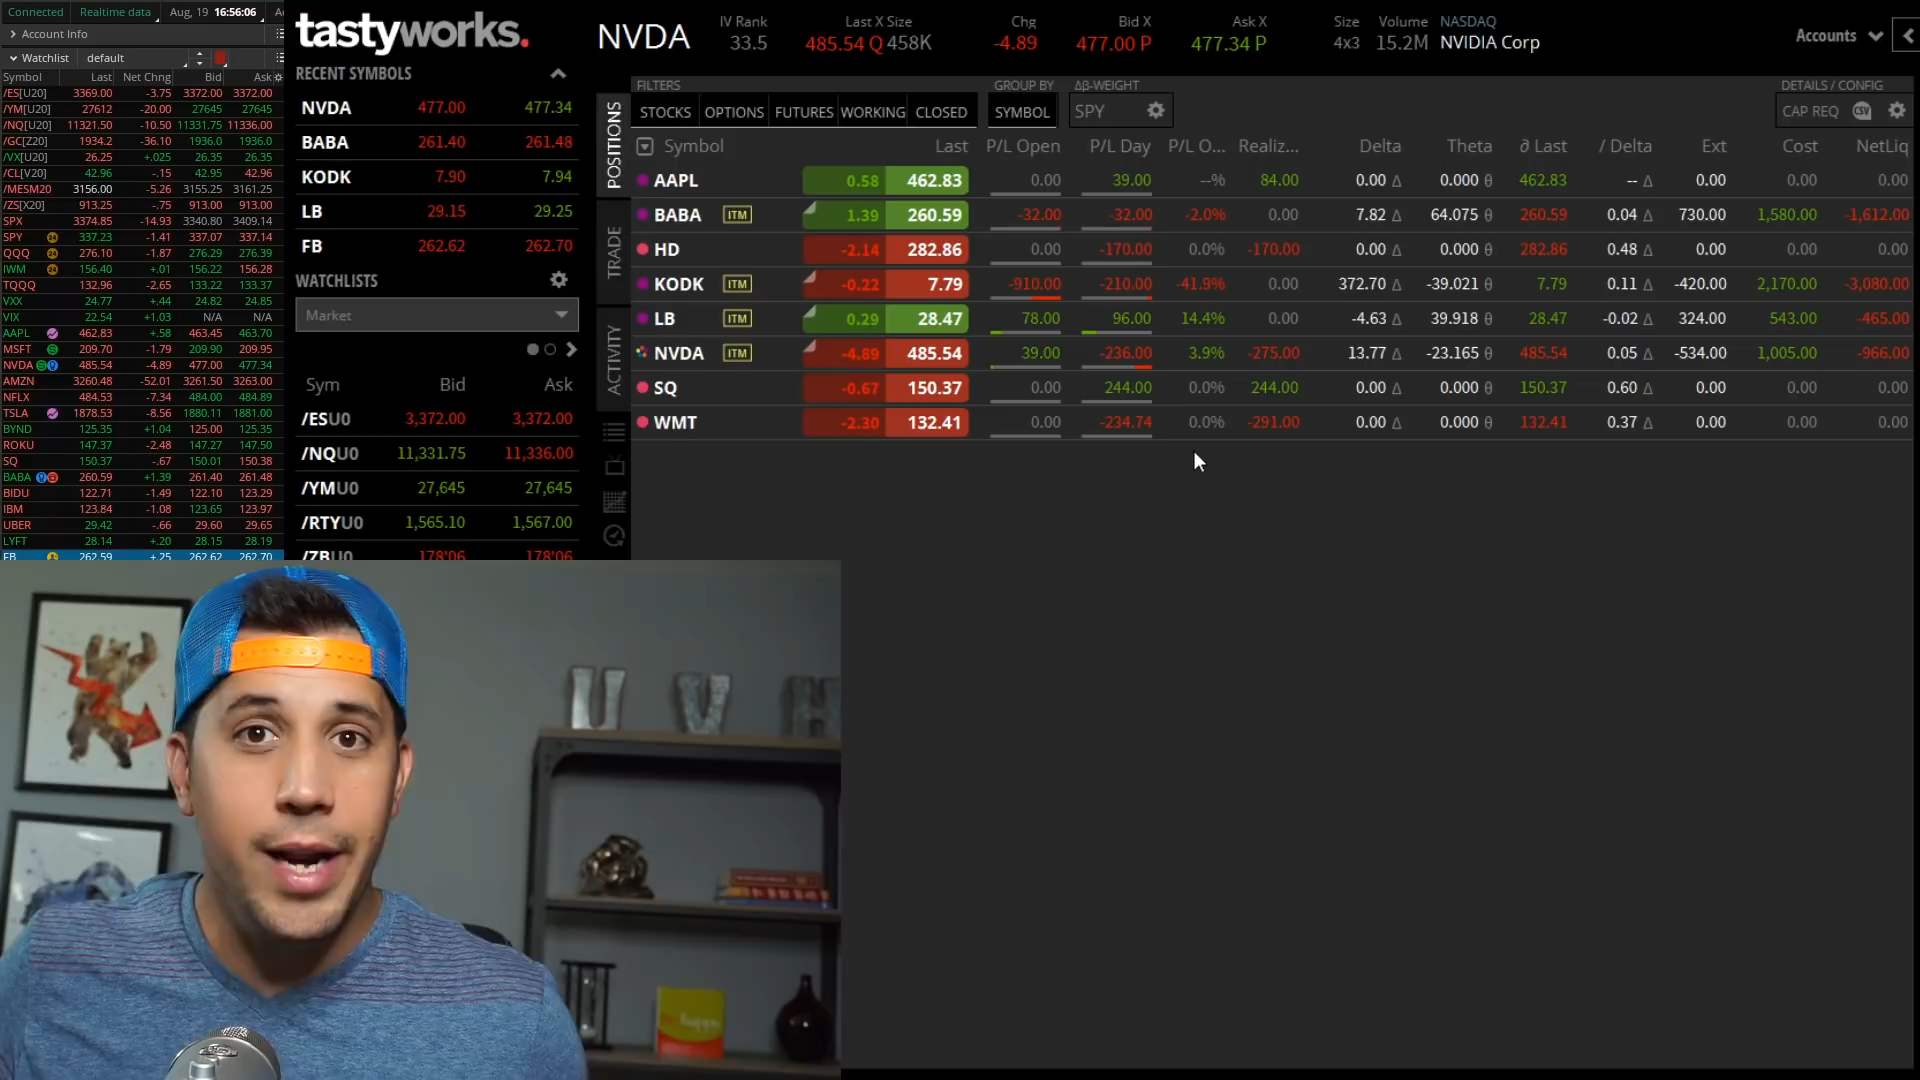 Connected Realtime data Aug, 19 16:56:06
Account Info
Watchlist default
Symbol Last Net Chng Bid Ask
/ES[U20] 3369.00 -3.75 3372.00 3372.00
/YM[U20] 27612 -20.00 27645 27645
/NQ[U20] 11321.50 -10.50 11331.75 11336.00
/GC[Z20] 1934.2 -36.10 1936.0 1936.0
/VX[U20] 26.25 +.025 26.35 26.35
/CL[V20] 42.96 -.15 42.95 42.96
/MESM20 3156.00 -5.26 3155.25 3161.25
/ZS[X20] 913.25 -.75 913.00 913.00
SPX 3374.85 -14.93 3340.80 3409.14
SPY 337.23 -1.41 337.07 337.14
QQQ 276.10 -1.87 276.29 276.39
IWM 156.40 +.01 156.22 156.28
TQQQ 132.96 -2.65 133.22 133.37
VXX 24.77 +.44 24.82 24.85
VIX 22.54 +1.03 N/A N/A
AAPL 462.83 +.58 463.45 463.70
MSFT 209.70 -1.79 209.90 209.95
NVDA 485.54 -4.89 477.00 477.34
AMZN 3260.48 -52.01 3261.50 3263.00
NFLX 484.53 -7.34 484.00 484.89
TSLA 1878.53 -8.56 1880.11 1881.00
BYND 125.35 +1.04 125.00 125.35
ROKU 147.37 -2.48 147.27 147.50
SQ 150.37 -.67 150.01 150.38
BABA 260.59 +1.39 261.40 261.48
BIDU 122.71 -1.49 122.10 123.29
IBM 123.84 -1.08 123.65 123.97
UBER 29.42 -.66 29.60 29.65
LYFT 28.14 +.20 28.15 28.19
FB 262.59 +.25 262.62 262.70
tastyworks.
RECENT SYMBOLS
NVDA 477.00 477.34
BABA 261.40 261.48
KODK 7.90 7.94
LB 29.15 29.25
FB 262.62 262.70
WATCHLISTS
Market
Sym Bid Ask
/ESU0 3,372.00 3,372.00
/NQU0 11,331.75 11,336.00
/YMU0 27,645 27,645
/RTYU0 1,565.10 1,567.00
/ZBU0 178'06 178'06
NVDA
IV Rank Last X Size Chg Bid X Ask X Size Volume NASDAQ
33.5 485.54 Q 458K -4.89 477.00 P 477.34 P 4x3 15.2M NVIDIA Corp
Accounts
POSITIONS
TRADE
ACTIVITY
FILTERS GROUP BY Δβ-WEIGHT DETAILS / CONFIG
STOCKS OPTIONS FUTURES WORKING CLOSED SYMBOL SPY CAP REQ CSV
Symbol Last P/L Open P/L Day P/L O... Realiz... Delta Theta ∂ Last / Delta Ext Cost NetLiq
AAPL 0.58 462.83 0.00 39.00 --% 84.00 0.00 Δ 0.000 θ 462.83 -- Δ 0.00 0.00 0.00
BABA ITM 1.39 260.59 -32.00 -32.00 -2.0% 0.00 7.82 Δ 64.075 θ 260.59 0.04 Δ 730.00 1,580.00 -1,612.00
HD -2.14 282.86 0.00 -170.00 0.0% -170.00 0.00 Δ 0.000 θ 282.86 0.48 Δ 0.00 0.00 0.00
KODK ITM -0.22 7.79 -910.00 -210.00 -41.9% 0.00 372.70 Δ -39.021 θ 7.79 0.11 Δ -420.00 2,170.00 -3,080.00
LB ITM 0.29 28.47 78.00 96.00 14.4% 0.00 -4.63 Δ 39.918 θ 28.47 -0.02 Δ 324.00 543.00 -465.00
NVDA ITM -4.89 485.54 39.00 -236.00 3.9% -275.00 13.77 Δ -23.165 θ 485.54 0.05 Δ -534.00 1,005.00 -966.00
SQ -0.67 150.37 0.00 244.00 0.0% 244.00 0.00 Δ 0.000 θ 150.37 0.60 Δ 0.00 0.00 0.00
WMT -2.30 132.41 0.00 -234.74 0.0% -291.00 0.00 Δ 0.000 θ 132.41 0.37 Δ 0.00 0.00 0.00
U V H
happy